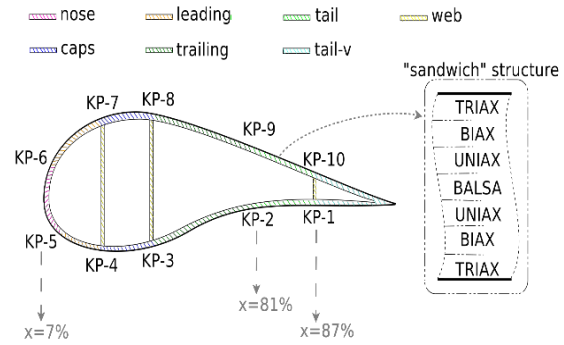 nose leading tail web
caps trailing tail-v
"sandwich" structure
KP-7 KP-8
KP-9
KP-6
KP-10
KP-5
KP-4 KP-3
KP-2 KP-1
TRIAX
BIAX
UNIAX
BALSA
UNIAX
BIAX
TRIAX
x=7%
x=81%
x=87%